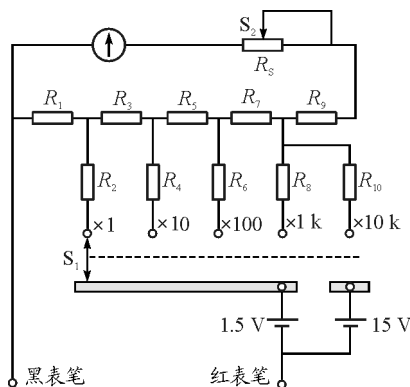 S₂
R_S
R₁ R₃ R₅ R₇ R₉
R₂ R₄ R₆ R₈ R₁₀
×1 ×10 ×100 ×1 k ×10 k
S₁
1.5 V 15 V
黑表笔 红表笔